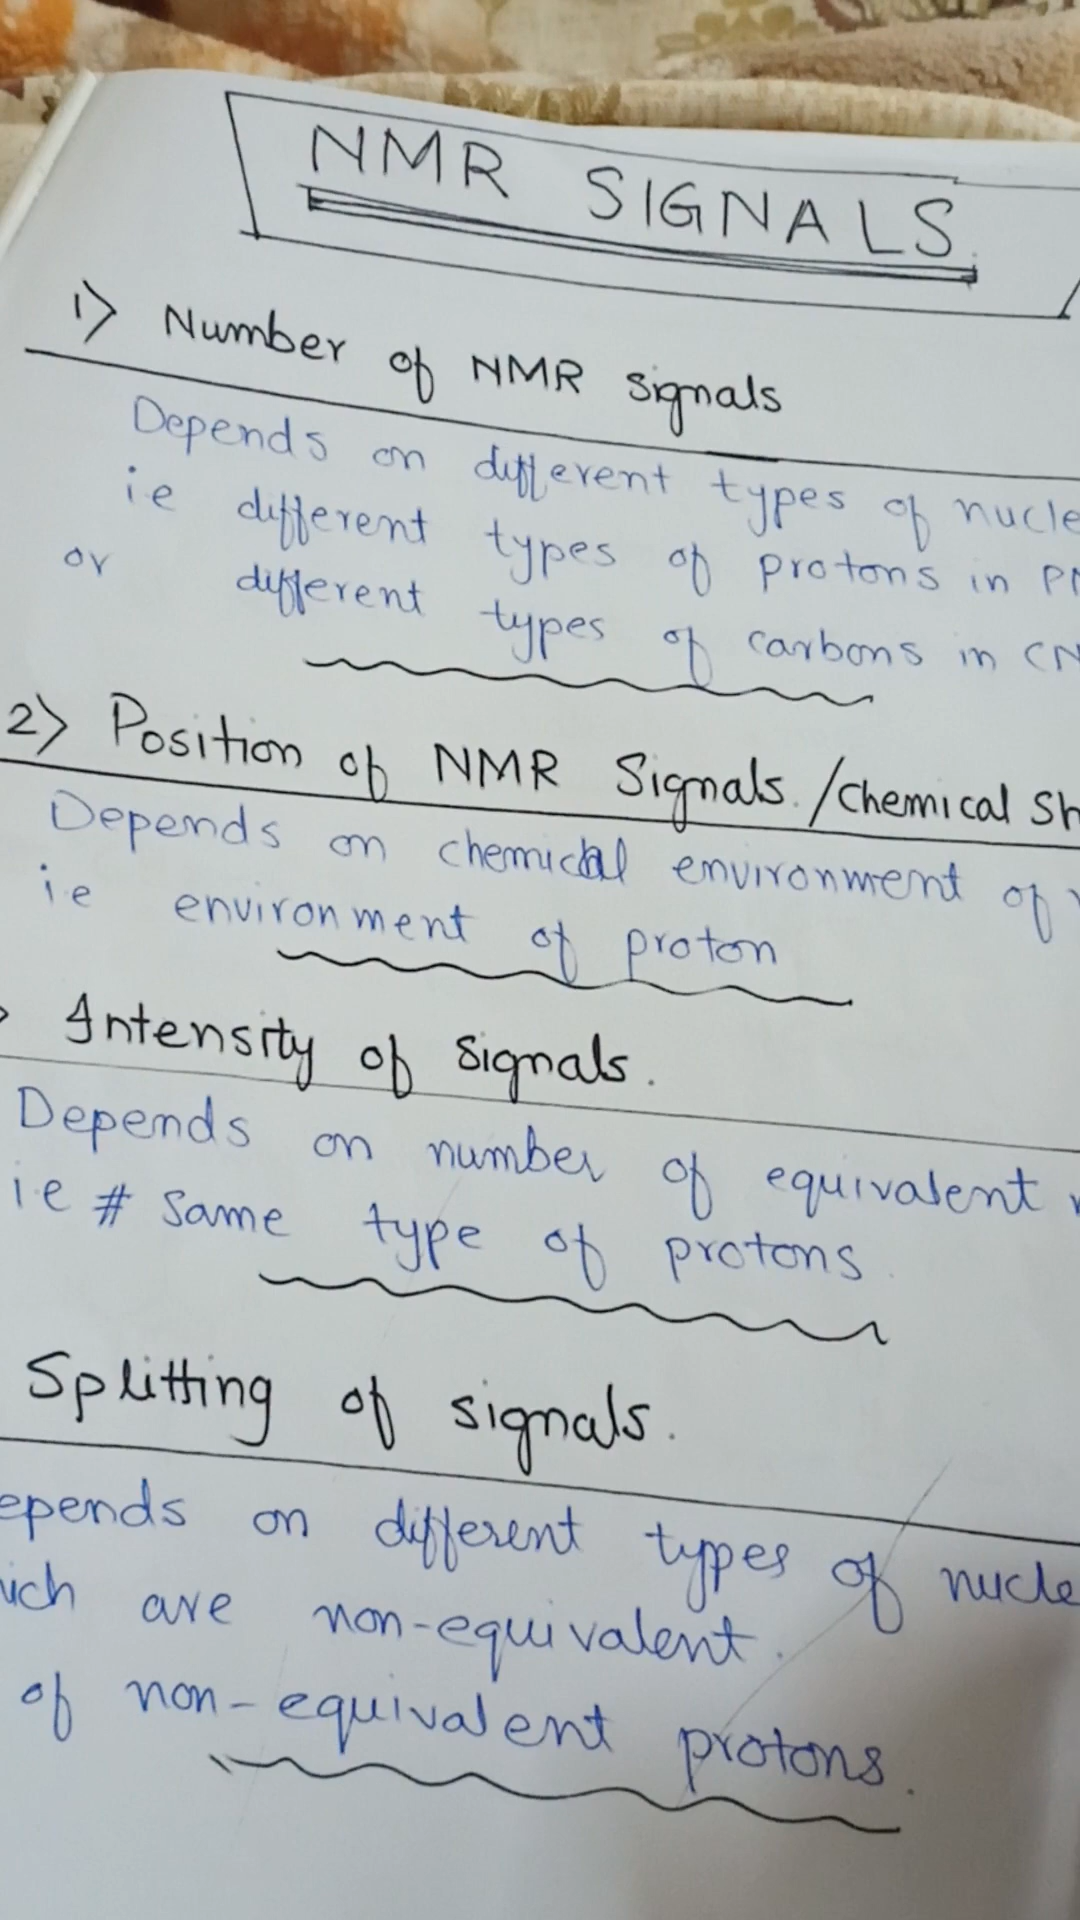 NMR SIGNALS
1> Number of NMR signals
Depends on different types of nucle
i.e different types of protons in
or different types of carbons in CN
2> Position of NMR Signals. /Chemical Sh
Depends on chemical environment of
i.e environment of proton
Intensity of signals.
Depends on number of equivalent
i.e # same type of protons
Splitting of signals.
epends on different types of nucle
ich are non-equivalent.
of non-equivalent protons.